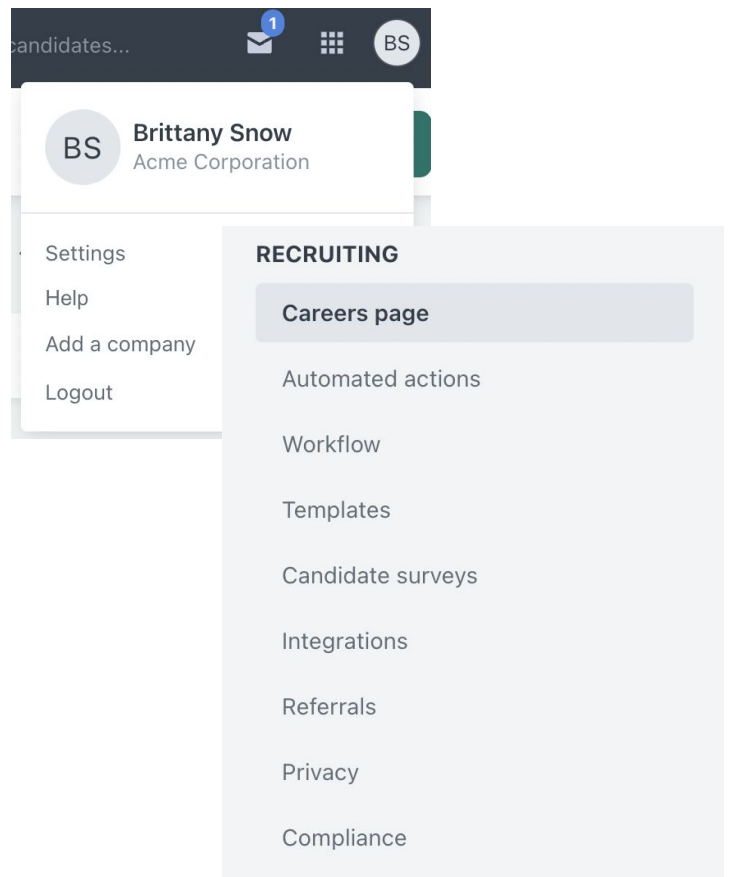 candidates...
1
BS
BS
Brittany Snow
Acme Corporation
Settings
Help
Add a company
Logout
RECRUITING
Careers page
Automated actions
Workflow
Templates
Candidate surveys
Integrations
Referrals
Privacy
Compliance